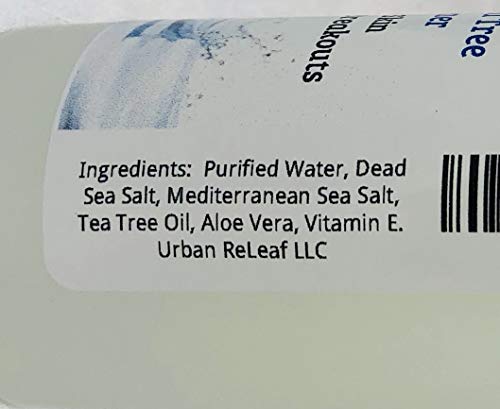 Ingredients: Purified Water, Dead
Sea Salt, Mediterranean Sea Salt,
Tea Tree Oil, Aloe Vera, Vitamin E.
Urban ReLeaf LLC